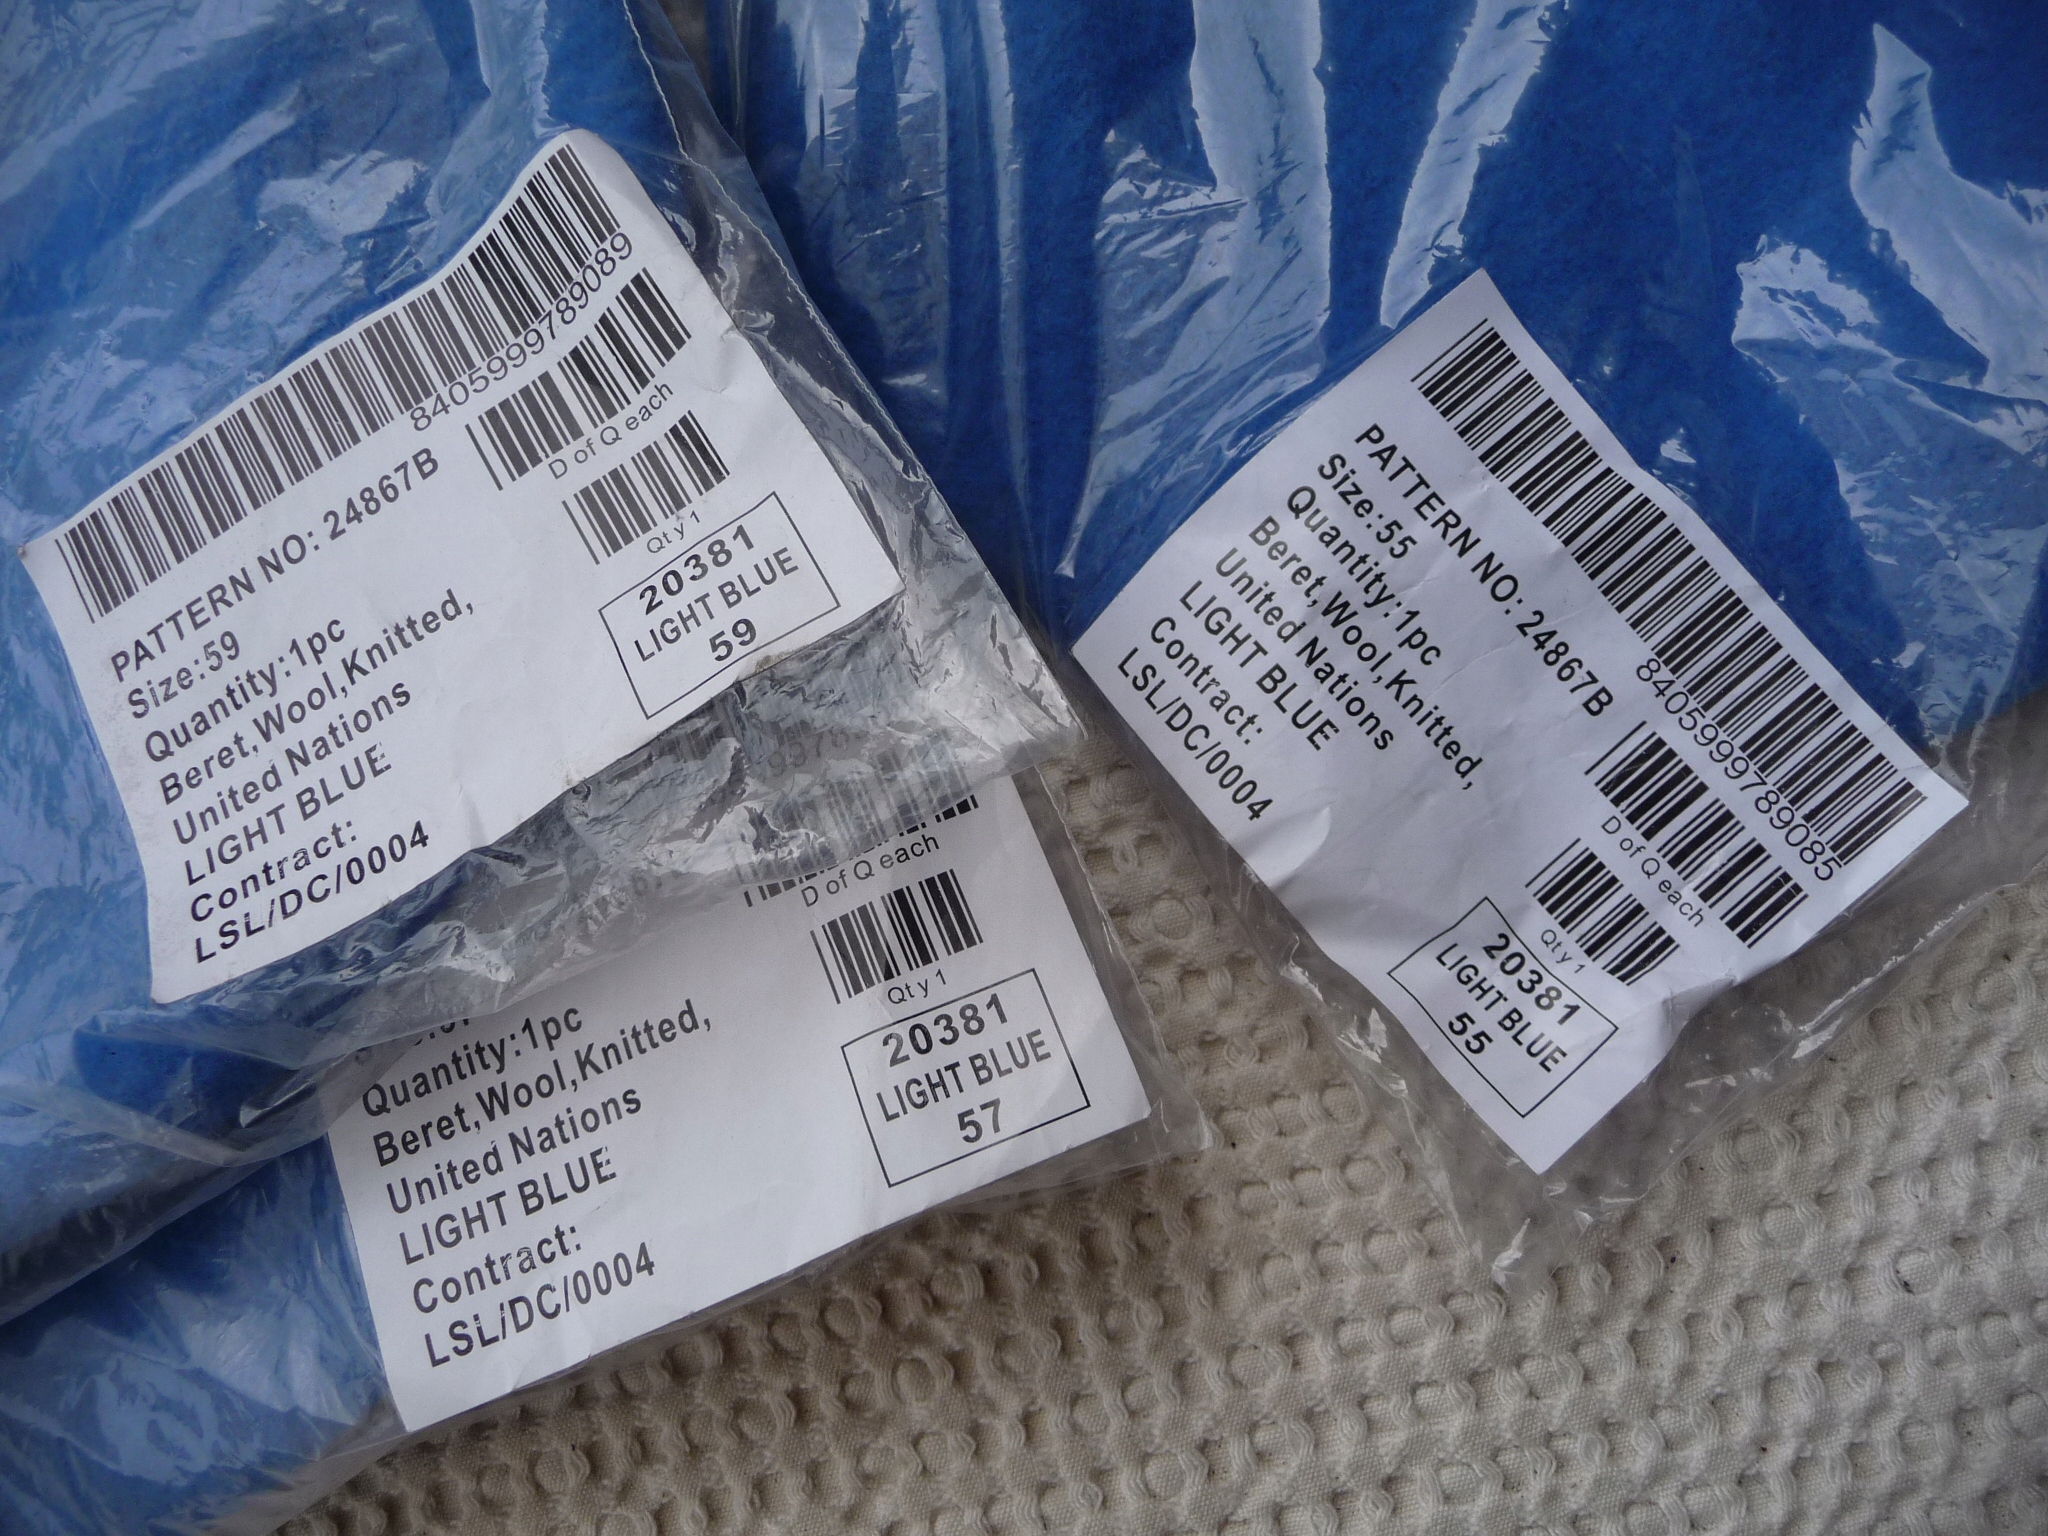 8405999789089
PATTERN NO: 24867B
Size:59
Quantity:1pc
Beret,Wool,Knitted,
United Nations
LIGHT BLUE
Contract:
LSL/DC/0004
D of Q each
Qty 1
20381
LIGHT BLUE
59
D of Q each
Quantity:1pc
Beret,Wool,Knitted,
United Nations
LIGHT BLUE
Contract:
LSL/DC/0004
Qty 1
20381
LIGHT BLUE
57
8405999789085
PATTERN NO: 24867B
Size:55
Quantity:1pc
Beret,Wool,Knitted,
United Nations
LIGHT BLUE
Contract:
LSL/DC/0004
D of Q each
Qty 1
20381
LIGHT BLUE
55